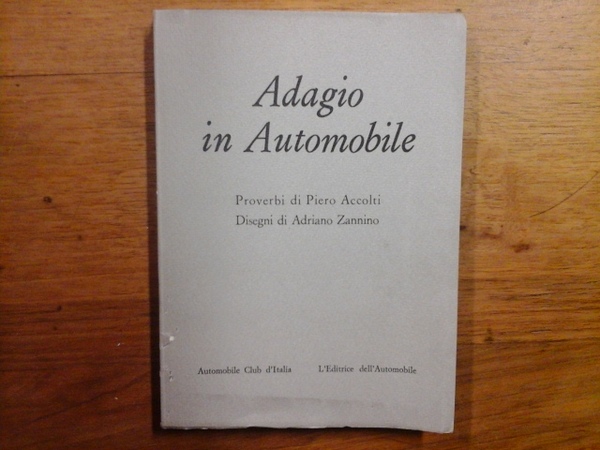 Adagio
in Automobile
Proverbi di Piero Accolti
Disegni di Adriano Zannino
Automobile Club d'Italia L'Editrice dell'Automobile